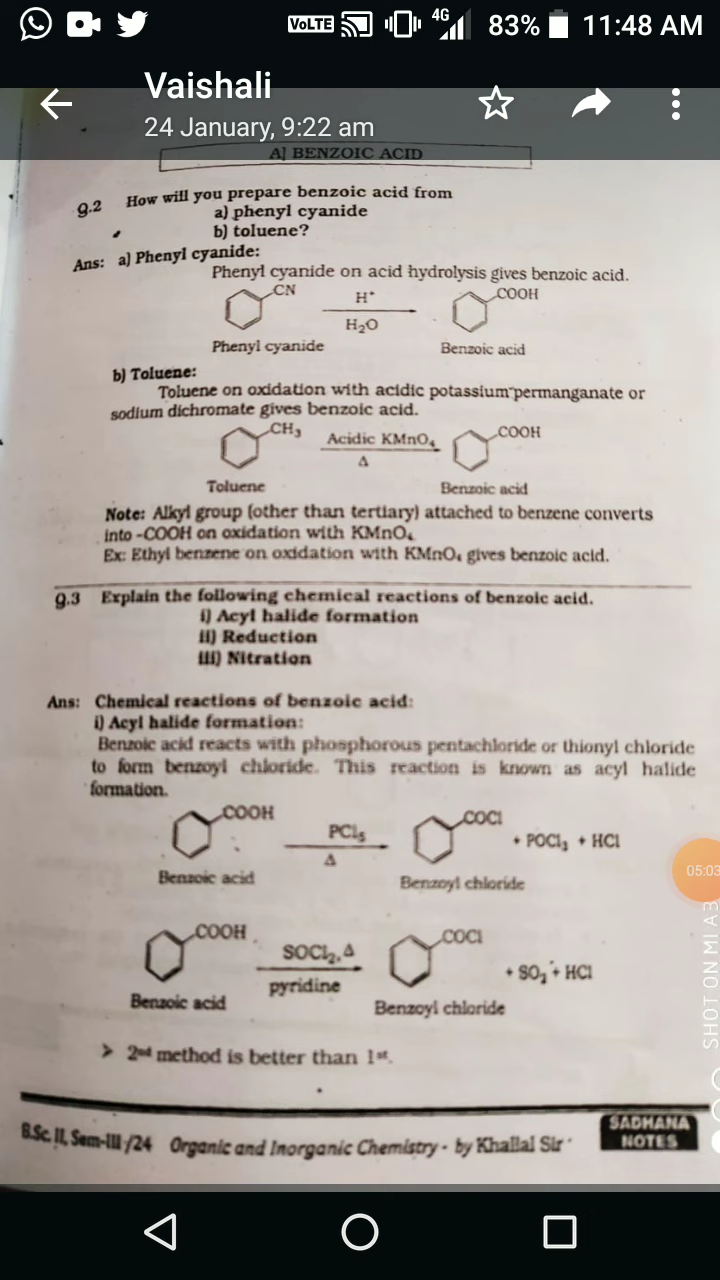 VoLTE 4G 83% 11:48 AM
Vaishali
24 January, 9:22 am
A] BENZOIC ACID
Q.2 How will you prepare benzoic acid from
a) phenyl cyanide
b) toluene?
Ans: a) Phenyl cyanide:
Phenyl cyanide on acid hydrolysis gives benzoic acid.
CN H⁺ COOH
H₂O
Phenyl cyanide Benzoic acid
b) Toluene:
Toluene on oxidation with acidic potassium permanganate or
sodium dichromate gives benzoic acid.
CH₃ Acidic KMnO₄ COOH
Δ
Toluene Benzoic acid
Note: Alkyl group (other than tertiary) attached to benzene converts
into -COOH on oxidation with KMnO₄
Ex: Ethyl benzene on oxidation with KMnO₄ gives benzoic acid.
Q.3 Explain the following chemical reactions of benzoic acid.
i) Acyl halide formation
ii) Reduction
iii) Nitration
Ans: Chemical reactions of benzoic acid:
i) Acyl halide formation:
Benzoic acid reacts with phosphorous pentachloride or thionyl chloride
to form benzoyl chloride. This reaction is known as acyl halide
formation.
COOH PCl₅ COCl + POCl₃ + HCl
Δ
Benzoic acid Benzoyl chloride
05:03
COOH SOCl₂, Δ COCl + SO₂ + HCl
pyridine
Benzoic acid Benzoyl chloride
➤ 2nd method is better than 1st.
B.Sc. II, Sem-III /24 Organic and Inorganic Chemistry - by Khallal Sir
SADHANA
NOTES
SHOT ON MI A3